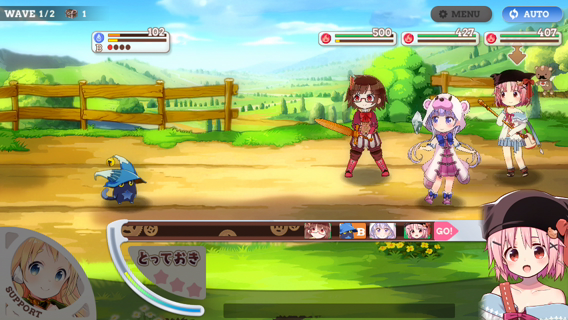 WAVE 1/2 1 MENU AUTO
102 500 427 407
B
B GO!
とっておき
SUPPORT